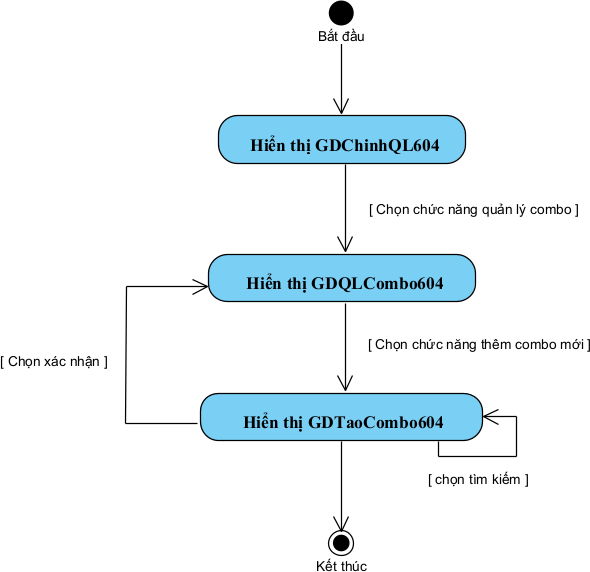 Bắt đầu
Hiển thị GDChinhQL604
[ Chọn chức năng quản lý combo ]
Hiển thị GDQLCombo604
[ Chọn chức năng thêm combo mới ]
[ Chọn xác nhận ]
Hiển thị GDTaoCombo604
[ chọn tìm kiếm ]
Kết thúc